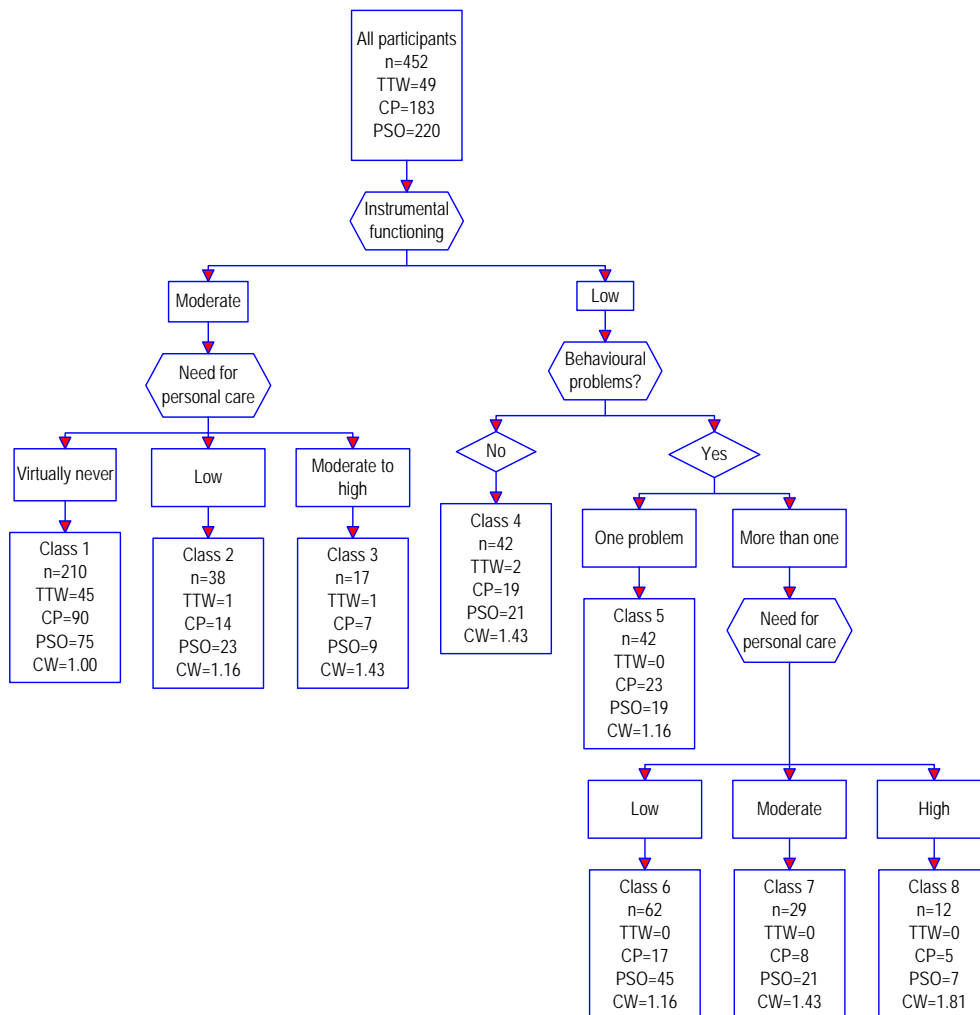 All participants
n=452
TTW=49
CP=183
PSO=220
Instrumental
functioning
Moderate
Low
Need for
personal care
Behavioural
problems?
Virtually never
Low
Moderate to
high
No
Yes
Class 1
n=210
TTW=45
CP=90
PSO=75
CW=1.00
Class 2
n=38
TTW=1
CP=14
PSO=23
CW=1.16
Class 3
n=17
TTW=1
CP=7
PSO=9
CW=1.43
Class 4
n=42
TTW=2
CP=19
PSO=21
CW=1.43
One problem
More than one
Class 5
n=42
TTW=0
CP=23
PSO=19
CW=1.16
Need for
personal care
Low
Moderate
High
Class 6
n=62
TTW=0
CP=17
PSO=45
CW=1.16
Class 7
n=29
TTW=0
CP=8
PSO=21
CW=1.43
Class 8
n=12
TTW=0
CP=5
PSO=7
CW=1.81